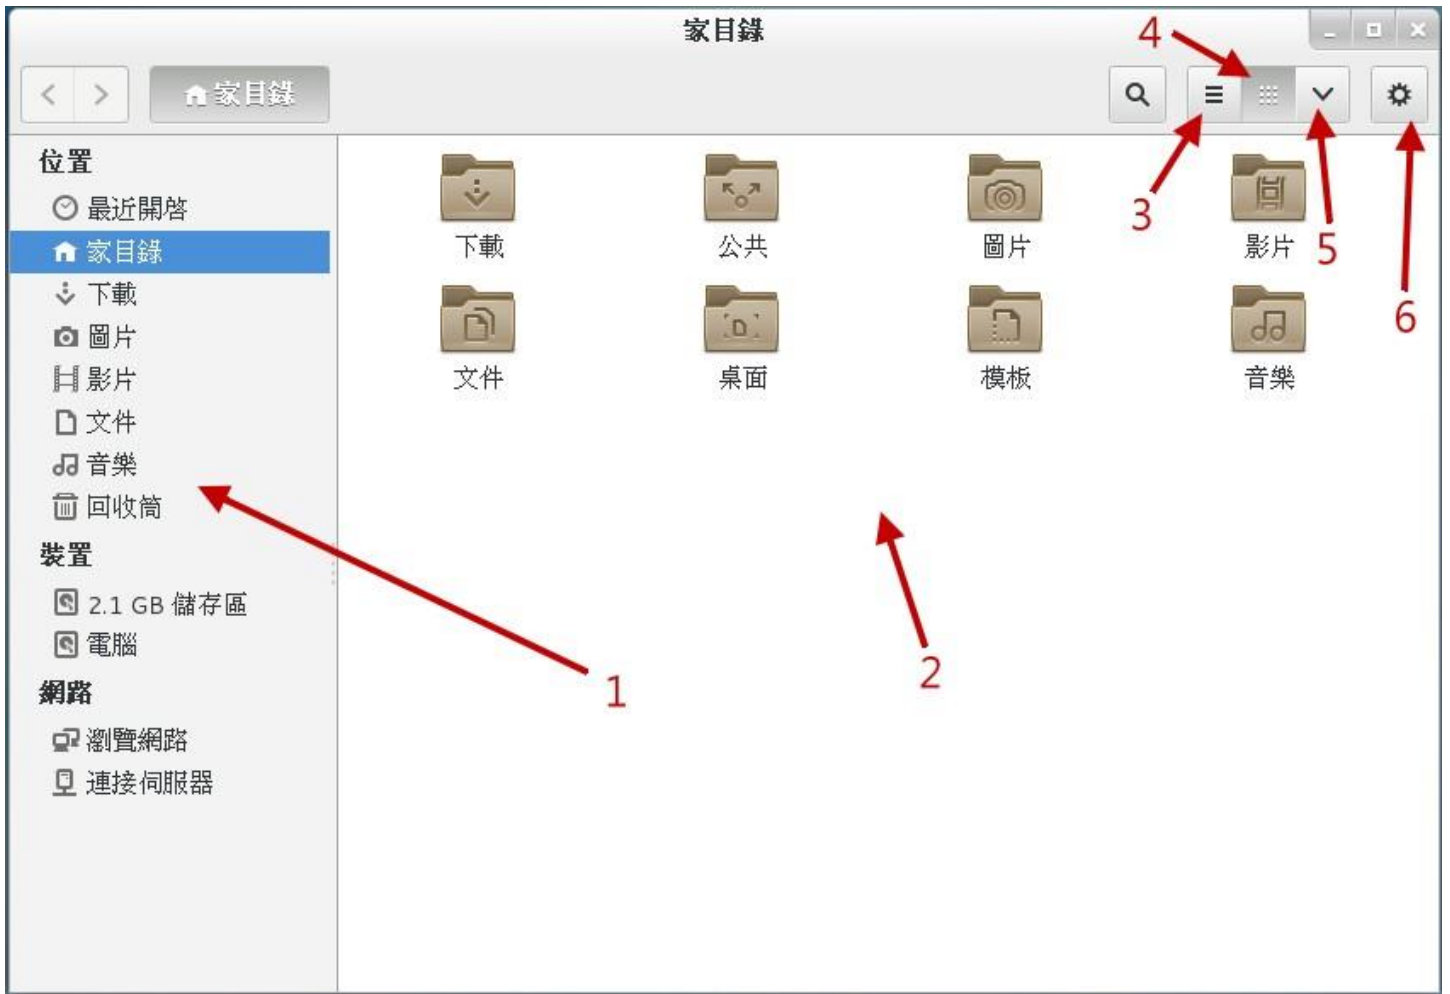 家目錄
4
家目錄
位置
最近開啓
家目錄
下載
圖片
影片
文件
音樂
回收筒
裝置
2.1 GB 儲存區
電腦
網路
瀏覽網路
連接伺服器
下載
公共
圖片
影片
文件
桌面
模板
音樂
3
5
6
1
2